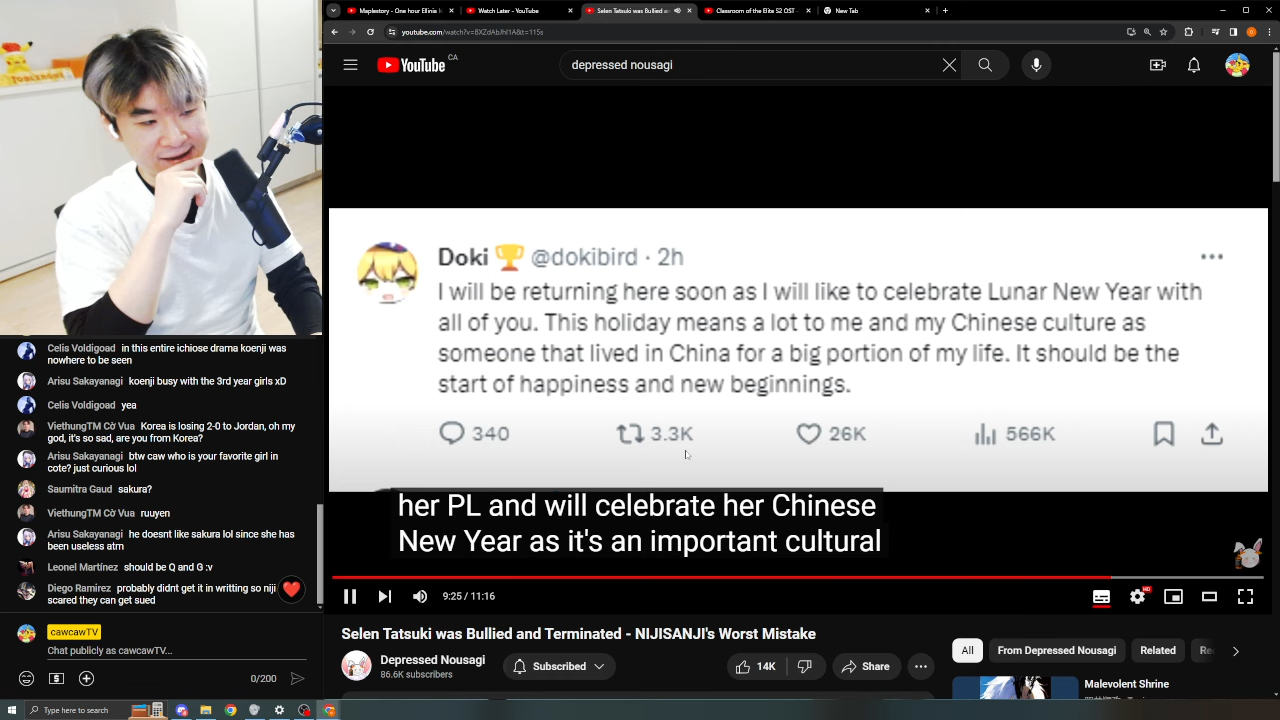 Maplestory - One hour Ellinia
Watch Later - YouTube
Selen Tatsuki was Bullied a
Classroom of the Elite S2 OST -
New Tab
youtube.com/watch?v=8XZdAbJhI1A&t=115s
YouTube CA
depressed nousagi
Doki 🏆 @dokibird · 2h
I will be returning here soon as I will like to celebrate Lunar New Year with
all of you. This holiday means a lot to me and my Chinese culture as
someone that lived in China for a big portion of my life. It should be the
start of happiness and new beginnings.
340 3.3K 26K 566K
her PL and will celebrate her Chinese
New Year as it's an important cultural
9:25 / 11:16
HD
Selen Tatsuki was Bullied and Terminated - NIJISANJI's Worst Mistake
Depressed Nousagi
86.6K subscribers
Subscribed
14K
Share
All
From Depressed Nousagi
Related
Re
Malevolent Shrine
Celis Voldigoad in this entire ichiose drama koenji was
nowhere to be seen
Arisu Sakayanagi koenji busy with the 3rd year girls xD
Celis Voldigoad yea
ViethungTM Cờ Vua Korea is losing 2-0 to Jordan, oh my
god, it's so sad, are you from Korea?
Arisu Sakayanagi btw caw who is your favorite girl in
cote? just curious lol
Saumitra Gaud sakura?
ViethungTM Cờ Vua ruuyen
Arisu Sakayanagi he doesnt like sakura lol since she has
been useless atm
Leonel Martínez should be Q and G :v
Diego Ramirez probably didnt get it in writting so niji
scared they can get sued
cawcawTV
Chat publicly as cawcawTV...
0/200
Type here to search